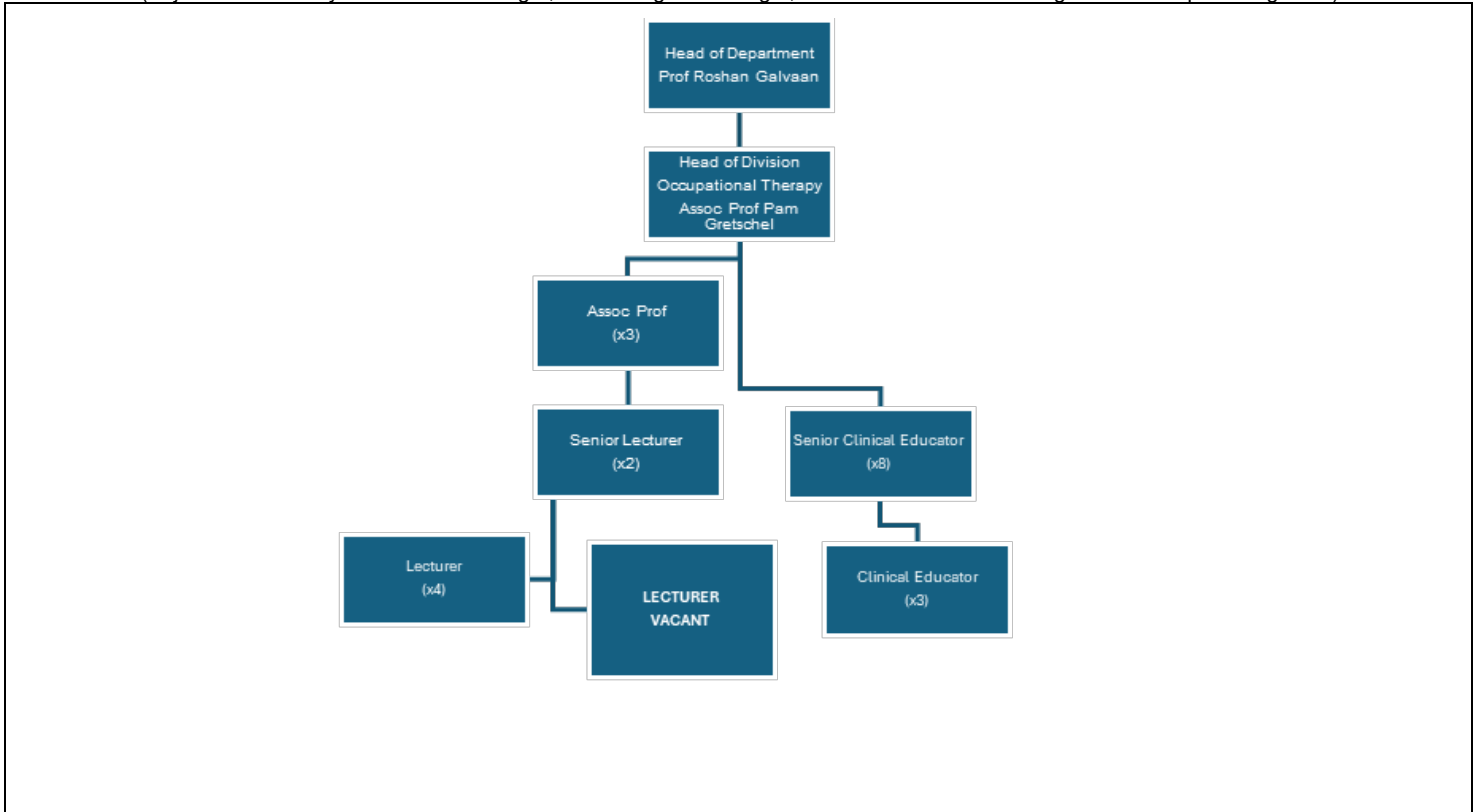 Head of Department
Prof Roshan Galvaan
Head of Division
Occupational Therapy
Assoc Prof Pam
Gretschel
Assoc Prof
(x3)
Senior Lecturer
(x2)
Senior Clinical Educator
(x8)
Lecturer
(x4)
LECTURER
VACANT
Clinical Educator
(x3)